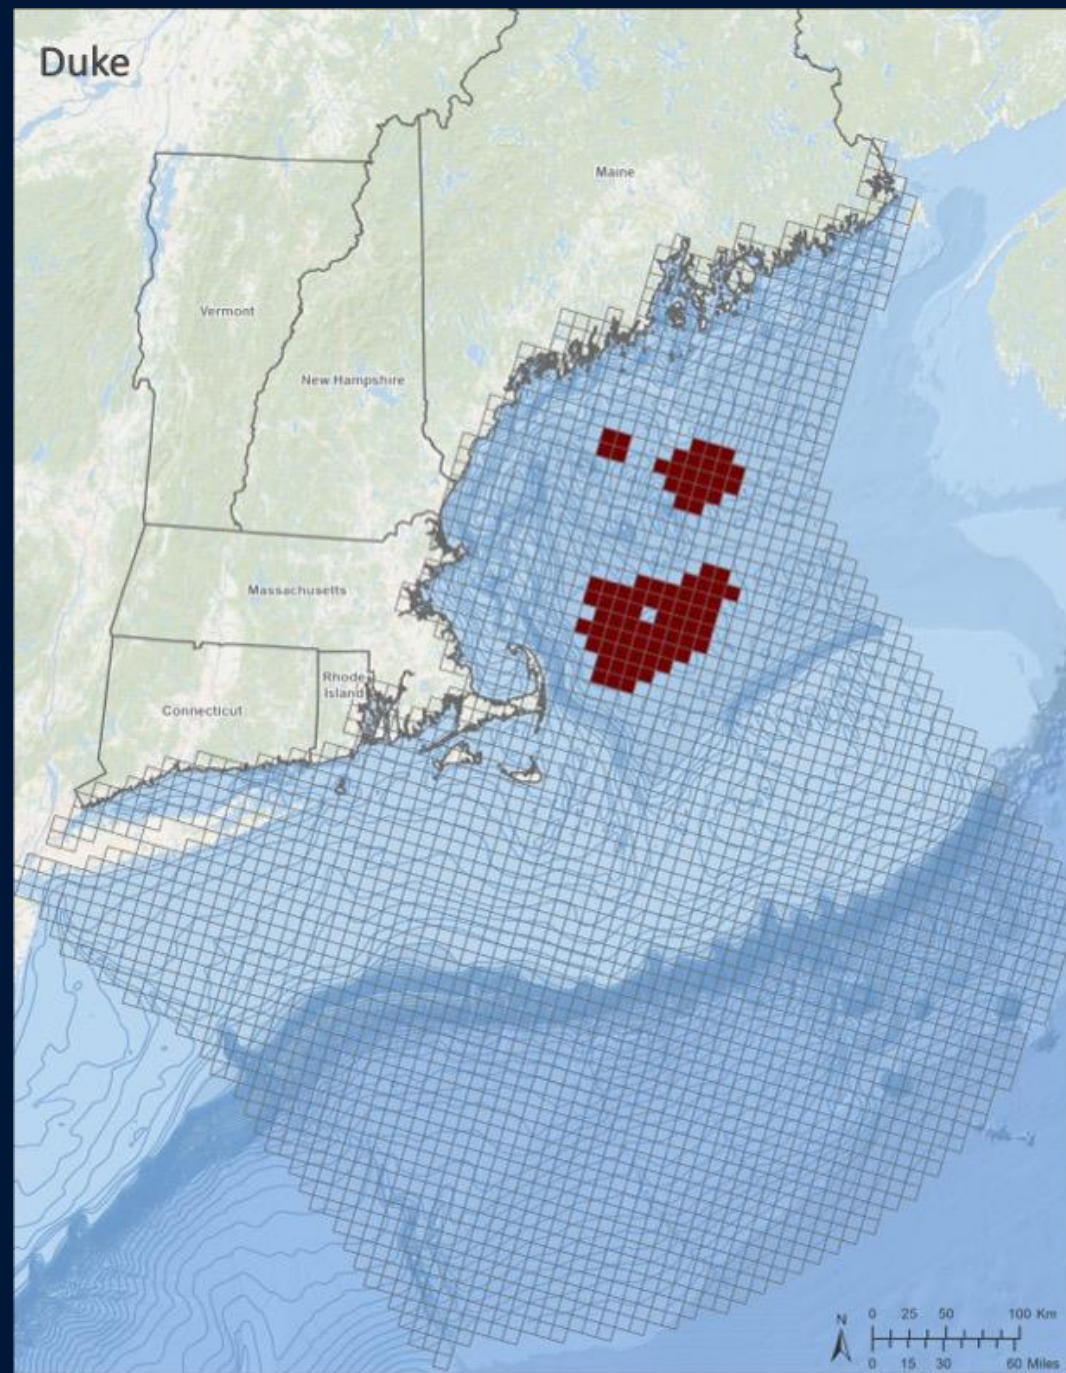 Duke
Maine
Vermont
New Hampshire
Massachusetts
Rhode
Island
Connecticut
N
0 25 50 100 Km
0 15 30 60 Miles